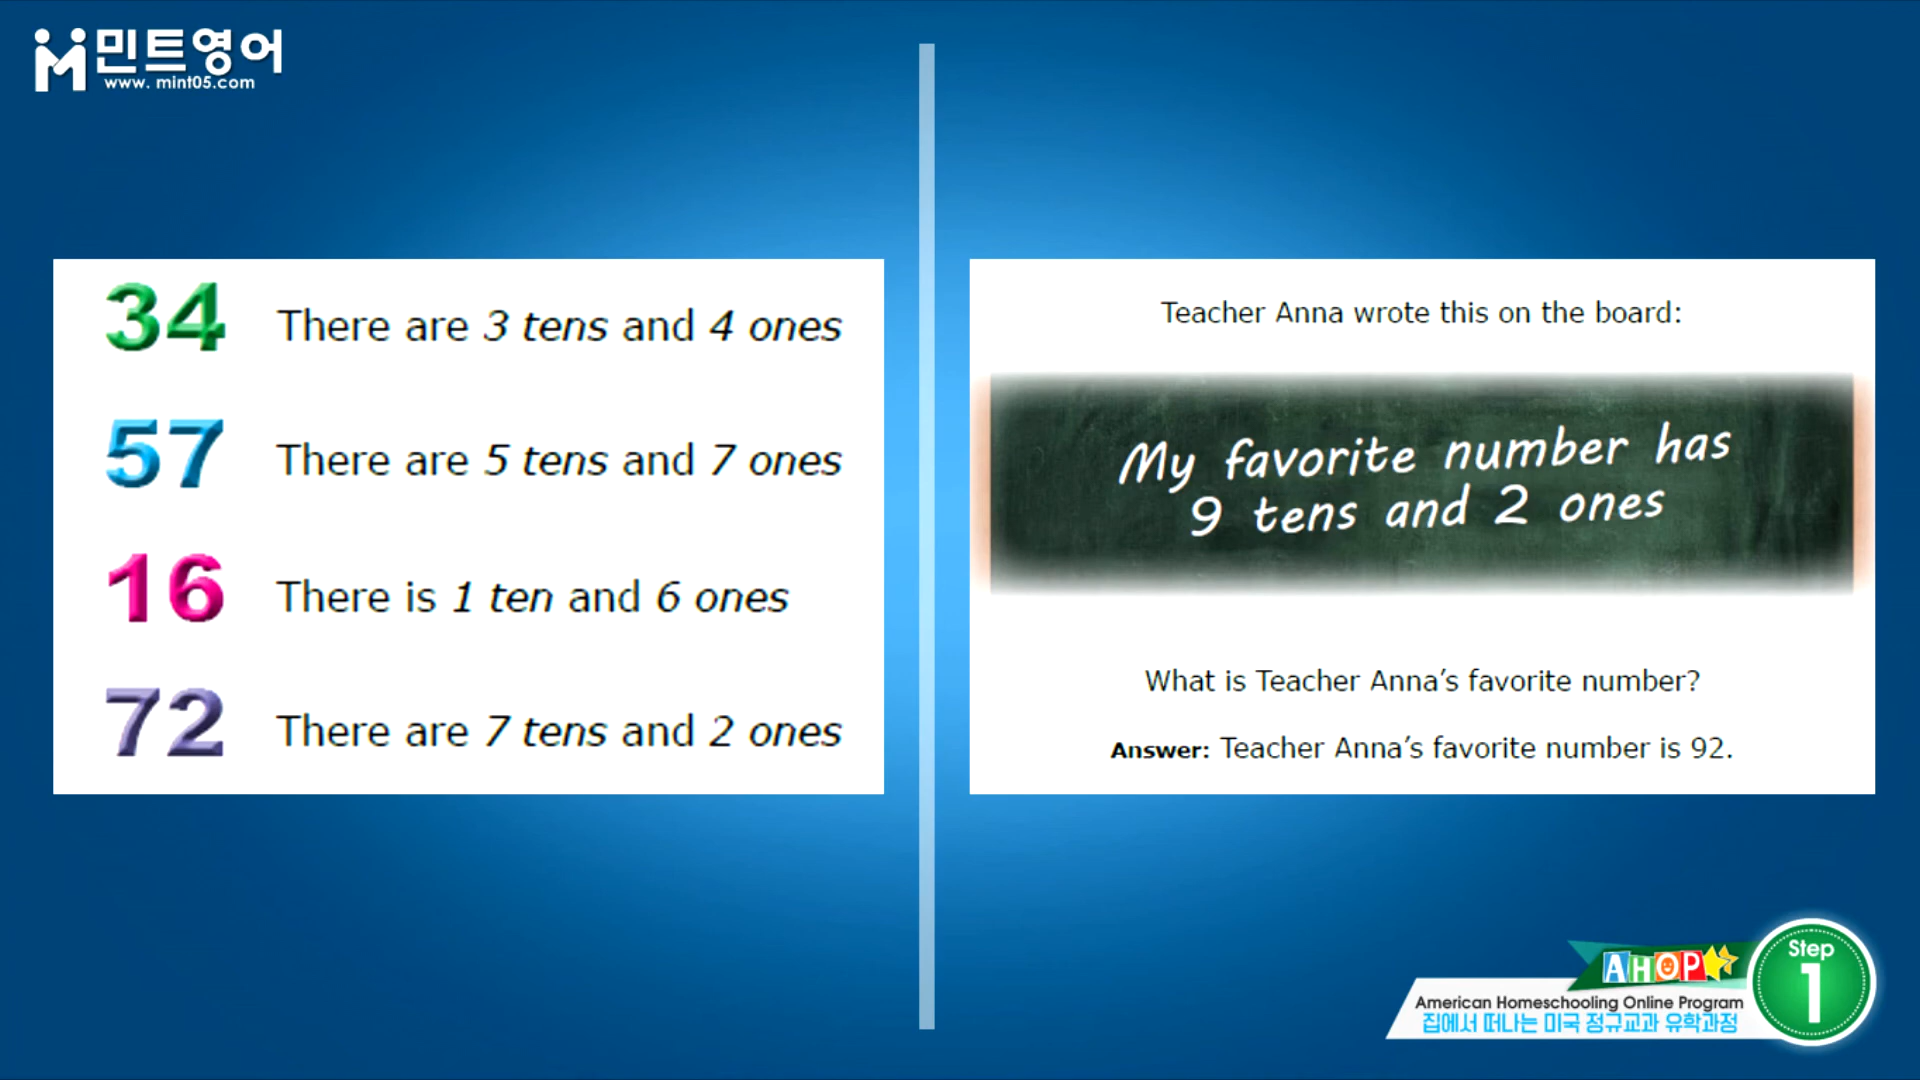 민트영어
www. mint05.com
34 There are 3 tens and 4 ones
57 There are 5 tens and 7 ones
16 There is 1 ten and 6 ones
72 There are 7 tens and 2 ones
Teacher Anna wrote this on the board:
My favorite number has
9 tens and 2 ones
What is Teacher Anna’s favorite number?
Answer: Teacher Anna’s favorite number is 92.
AHOP
Step
1
American Homeschooling Online Program
집에서 떠나는 미국 정규교과 유학과정